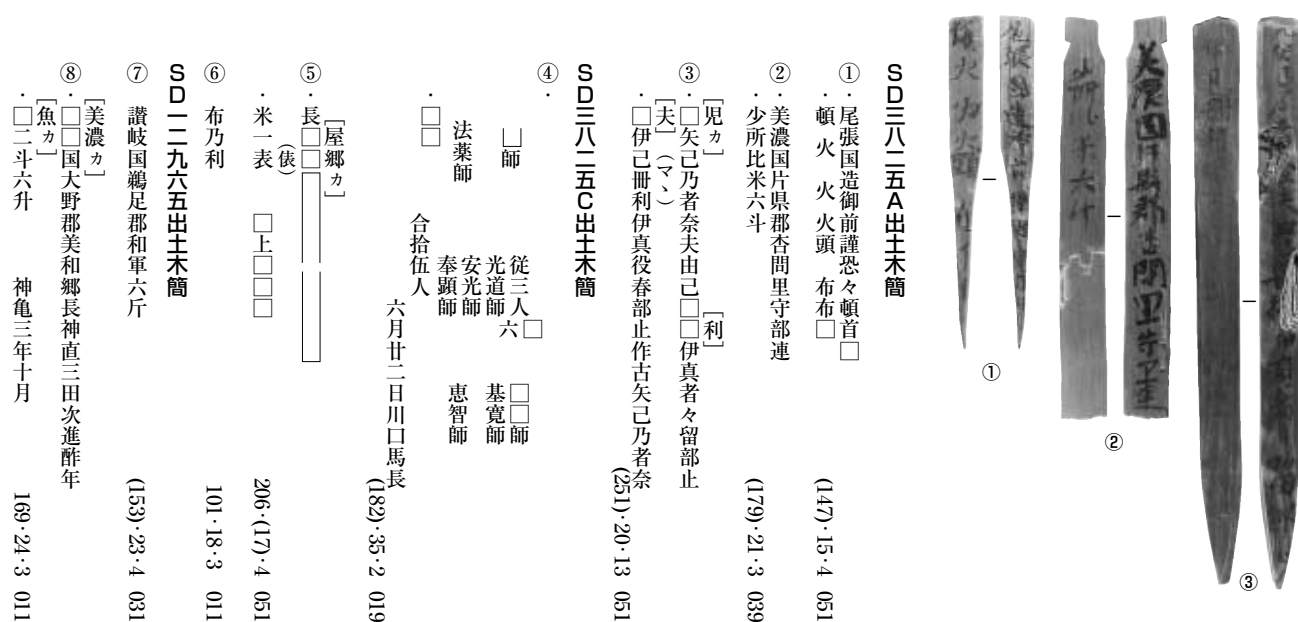 SD三八一二五A出土木簡
①・尾張国造御前謹恐々頓首□
・頓 火 火 火頭 布布□
(147)・15・4 051
②・美濃国片県郡杏間里守部連
・少所比米六斗
(179)・21・3 039
[児ヵ] [利]
③・□矢己乃者奈夫由己□□伊真者々留部止
[夫](マヽ)
・□伊己冊利伊真役春部止作古矢己乃者奈
(251)・20・13 051
SD三八一二五C出土木簡
④・
□
従三人六 □□師
□師 光道師 基寛師
安光師
法薬師 奉顕師 恵智師
合拾伍人
・□□
六月廿二日川口馬長
(182)・35・2 019
[屋郷ヵ]
⑤・長□□
(俵)
・米一表 □上□□□
206・(17)・4 051
⑥ 布乃利
101・18・3 011
SD一二九六五出土木簡
⑦ 讃岐国鵜足郡和軍六斤
(153)・23・4 031
[美濃ヵ]
⑧・□□国大野郡美和郷長神直三田次進酢年
[魚ヵ]
・□二斗六升 神亀三年十月
169・24・3 011
①
②
③